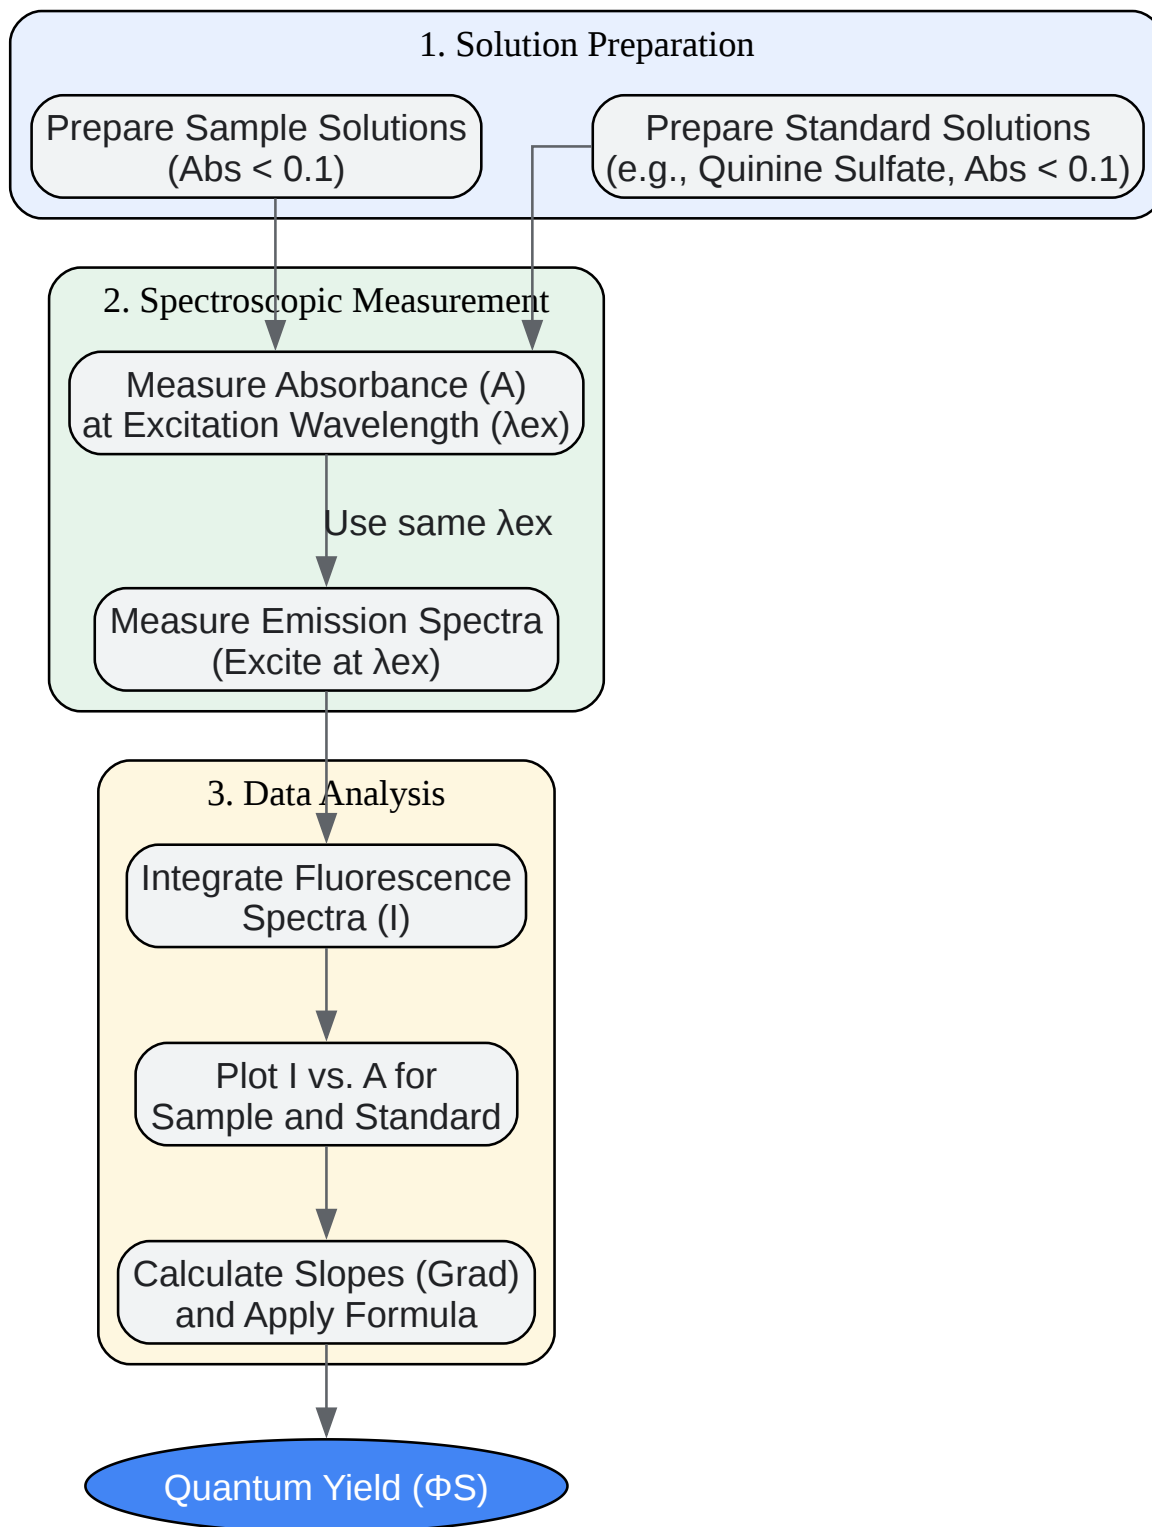 1. Solution Preparation
Prepare Sample Solutions
(Abs < 0.1)
Prepare Standard Solutions
(e.g., Quinine Sulfate, Abs < 0.1)
2. Spectroscopic Measurement
Measure Absorbance (A)
at Excitation Wavelength (λex)
Use same λex
Measure Emission Spectra
(Excite at λex)
3. Data Analysis
Integrate Fluorescence
Spectra (I)
Plot I vs. A for
Sample and Standard
Calculate Slopes (Grad)
and Apply Formula
Quantum Yield (ΦS)